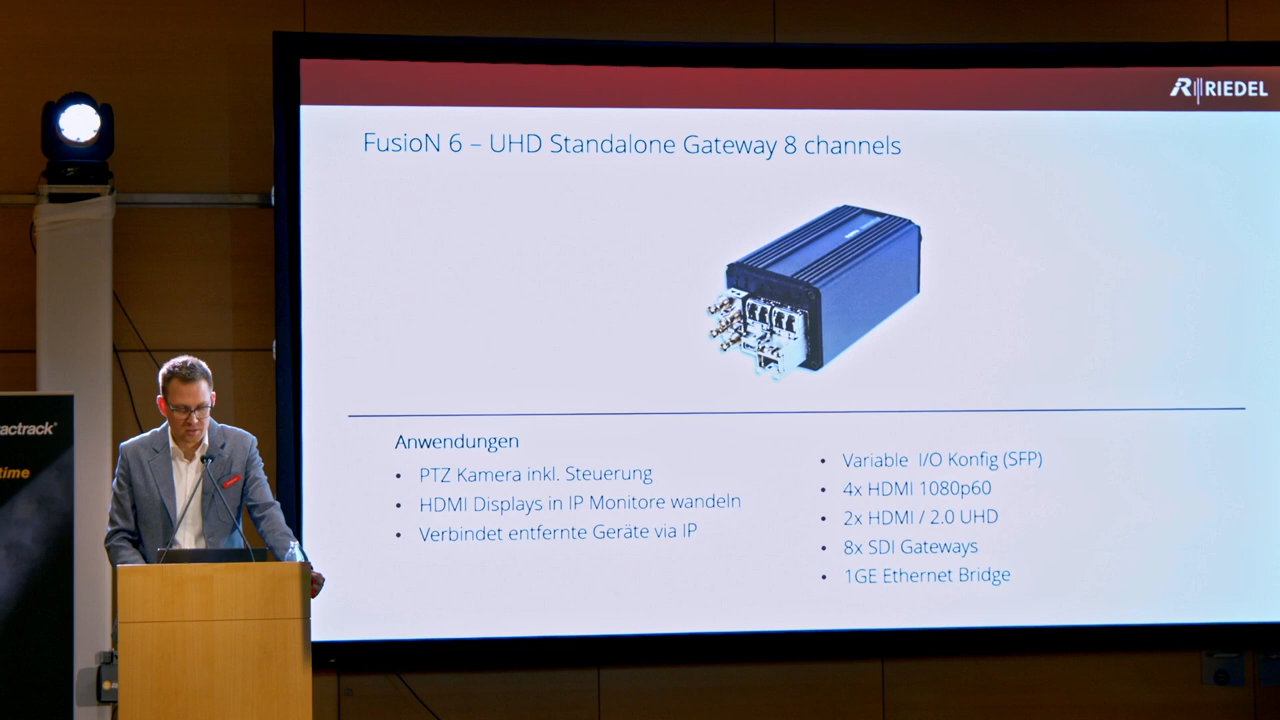 RIEDEL
FusioN 6 – UHD Standalone Gateway 8 channels
Anwendungen
• PTZ Kamera inkl. Steuerung
• HDMI Displays in IP Monitore wandeln
• Verbindet entfernte Geräte via IP
• Variable I/O Konfig (SFP)
• 4x HDMI 1080p60
• 2x HDMI / 2.0 UHD
• 8x SDI Gateways
• 1GE Ethernet Bridge
actrack®
time